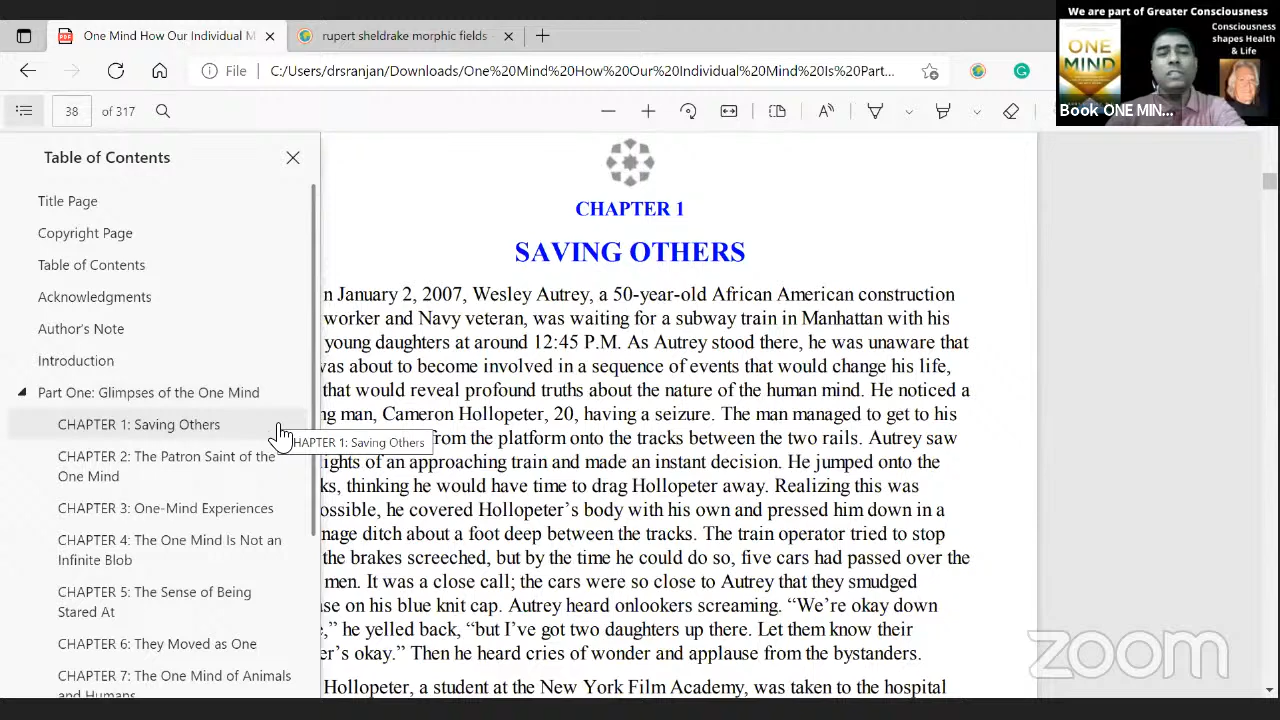 One Mind How Our Individual M
rupert sheldrake morphic fields -
File
C:/Users/drsranjan/Downloads/One%20Mind%20How%20Our%20Individual%20Mind%20Is%20Part...
38
of 317
We are part of Greater Consciousness
ONE
MIND
Consciousness
shapes Health
& Life
Book ONE MIN...
Table of Contents
Title Page
Copyright Page
Table of Contents
Acknowledgments
Author's Note
Introduction
Part One: Glimpses of the One Mind
CHAPTER 1: Saving Others
HAPTER 1: Saving Others
CHAPTER 2: The Patron Saint of the
One Mind
CHAPTER 3: One-Mind Experiences
CHAPTER 4: The One Mind Is Not an
Infinite Blob
CHAPTER 5: The Sense of Being
Stared At
CHAPTER 6: They Moved as One
CHAPTER 7: The One Mind of Animals
and Humans
CHAPTER 1
SAVING OTHERS
n January 2, 2007, Wesley Autrey, a 50-year-old African American construction
worker and Navy veteran, was waiting for a subway train in Manhattan with his
young daughters at around 12:45 P.M. As Autrey stood there, he was unaware that
was about to become involved in a sequence of events that would change his life,
that would reveal profound truths about the nature of the human mind. He noticed a
ng man, Cameron Hollopeter, 20, having a seizure. The man managed to get to his
from the platform onto the tracks between the two rails. Autrey saw
ights of an approaching train and made an instant decision. He jumped onto the
ks, thinking he would have time to drag Hollopeter away. Realizing this was
ossible, he covered Hollopeter's body with his own and pressed him down in a
nage ditch about a foot deep between the tracks. The train operator tried to stop
the brakes screeched, but by the time he could do so, five cars had passed over the
men. It was a close call; the cars were so close to Autrey that they smudged
se on his blue knit cap. Autrey heard onlookers screaming. "We're okay down
e," he yelled back, "but I've got two daughters up there. Let them know their
er's okay." Then he heard cries of wonder and applause from the bystanders.
Hollopeter, a student at the New York Film Academy, was taken to the hospital
zoom